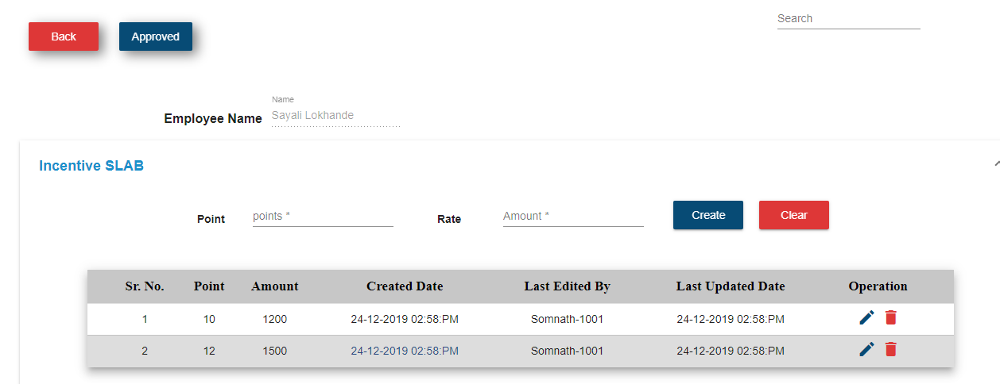 Search
Back Approved
Name
Employee Name Sayali Lokhande
Incentive SLAB
Point points * Rate Amount * Create Clear
Sr. No. Point Amount Created Date Last Edited By Last Updated Date Operation
1 10 1200 24-12-2019 02:58:PM Somnath-1001 24-12-2019 02:58:PM
2 12 1500 24-12-2019 02:58:PM Somnath-1001 24-12-2019 02:58:PM